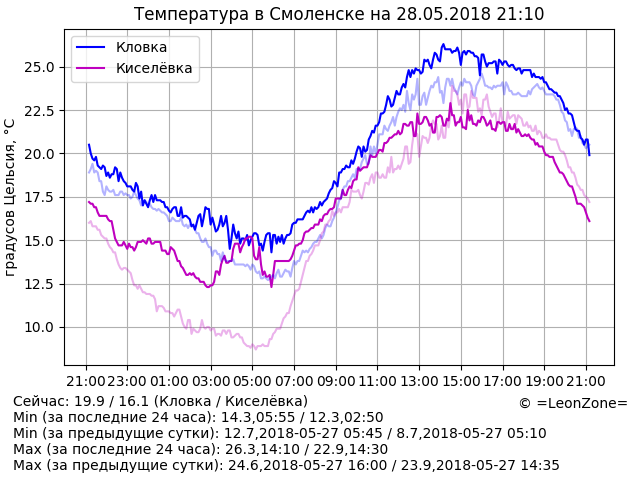 Температура в Смоленске на 28.05.2018 21:10
градусов Цельсия, °C
25.0
22.5
20.0
17.5
15.0
12.5
10.0
Кловка
Киселёвка
21:00 23:00 01:00 03:00 05:00 07:00 09:00 11:00 13:00 15:00 17:00 19:00 21:00
© =LeonZone=
Сейчас: 19.9 / 16.1 (Кловка / Киселёвка)
Min (за последние 24 часа): 14.3,05:55 / 12.3,02:50
Min (за предыдущие сутки): 12.7,2018-05-27 05:45 / 8.7,2018-05-27 05:10
Max (за последние 24 часа): 26.3,14:10 / 22.9,14:30
Max (за предыдущие сутки): 24.6,2018-05-27 16:00 / 23.9,2018-05-27 14:35